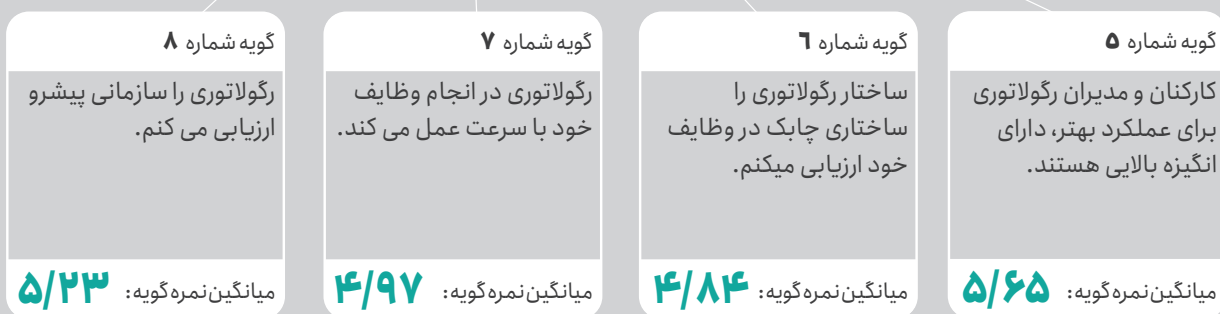 گویه شماره ۵
کارکنان و مدیران رگولاتوری
برای عملکرد بهتر، دارای
انگیزه بالایی هستند.
میانگین نمره گویه: ۵/۶۵
گویه شماره ٦
ساختار رگولاتوری را
ساختاری چابک در وظایف
خود ارزیابی میکنم.
میانگین نمره گویه: ۴/۸۴
گویه شماره ۷
رگولاتوری در انجام وظایف
خود با سرعت عمل می کند.
میانگین نمره گویه: ۴/۹۷
گویه شماره ۸
رگولاتوری را سازمانی پیشرو
ارزیابی می کنم.
میانگین نمره گویه: ۵/۲۳